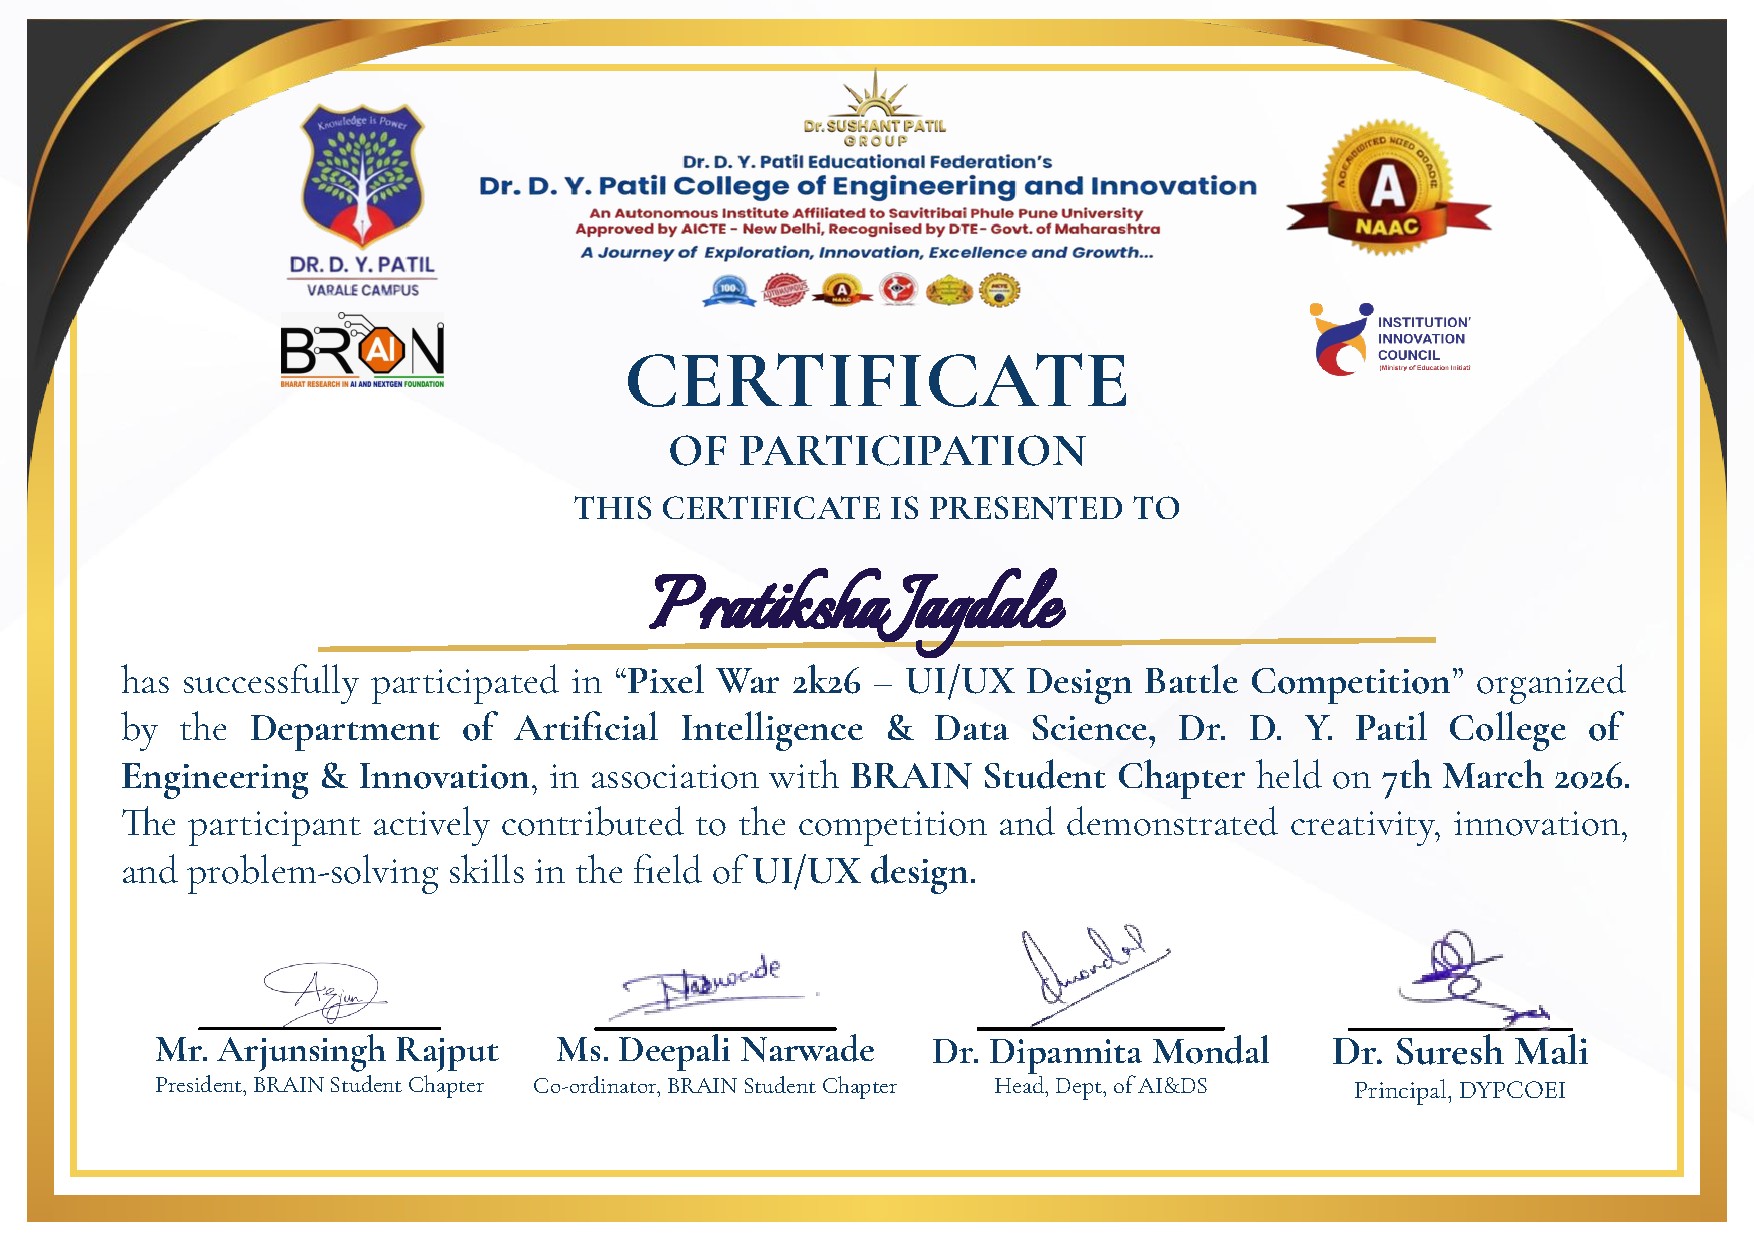 Knowledge is Power
DR. D. Y. PATIL
VARALE CAMPUS
BRAIN
BHARAT RESEARCH IN AI AND NEXTGEN FOUNDATION
Dr. SUSHANT PATIL
GROUP
Dr. D. Y. Patil Educational Federation's
Dr. D. Y. Patil College of Engineering and Innovation
An Autonomous Institute Affiliated to Savitribai Phule Pune University
Approved by AICTE - New Delhi, Recognised by DTE- Govt. of Maharashtra
A Journey of Exploration, Innovation, Excellence and Growth...
100
AUTONOMOUS
A
NAAC
A
NAAC
INSTITUTION'
INNOVATION
COUNCIL
(Ministry of Education Initiati
CERTIFICATE
OF PARTICIPATION
THIS CERTIFICATE IS PRESENTED TO
Pratiksha Jagdale
has successfully participated in “Pixel War 2k26 – UI/UX Design Battle Competition” organized
by the Department of Artificial Intelligence & Data Science, Dr. D. Y. Patil College of
Engineering & Innovation, in association with BRAIN Student Chapter held on 7th March 2026.
The participant actively contributed to the competition and demonstrated creativity, innovation,
and problem-solving skills in the field of UI/UX design.
Arjun
Mr. Arjunsingh Rajput
President, BRAIN Student Chapter
Ms. Deepali Narwade
Co-ordinator, BRAIN Student Chapter
Dr. Dipannita Mondal
Head, Dept, of AI&DS
Dr. Suresh Mali
Principal, DYPCOEI